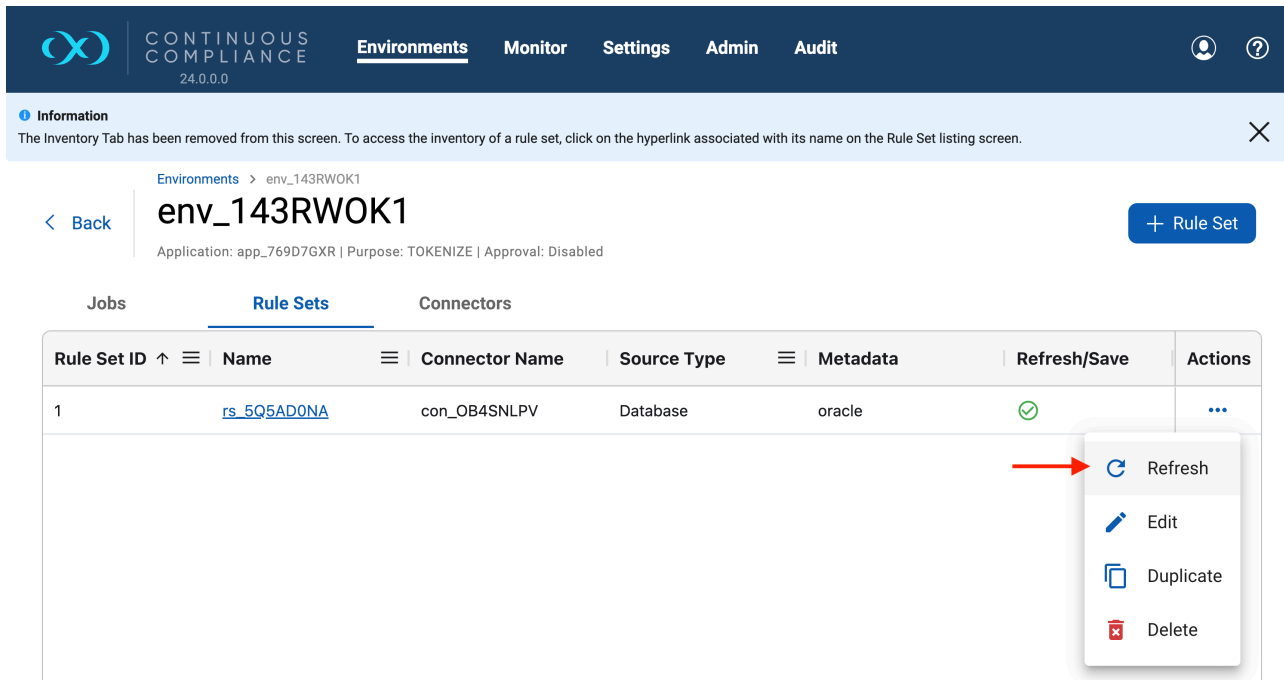 CONTINUOUS
COMPLIANCE
24.0.0.0
Environments Monitor Settings Admin Audit
Information
The Inventory Tab has been removed from this screen. To access the inventory of a rule set, click on the hyperlink associated with its name on the Rule Set listing screen.
Environments > env_143RWOK1
Back
env_143RWOK1
+ Rule Set
Application: app_769D7GXR | Purpose: TOKENIZE | Approval: Disabled
Jobs Rule Sets Connectors
Rule Set ID Name Connector Name Source Type Metadata Refresh/Save Actions
1 rs_5Q5AD0NA con_OB4SNLPV Database oracle
Refresh
Edit
Duplicate
Delete